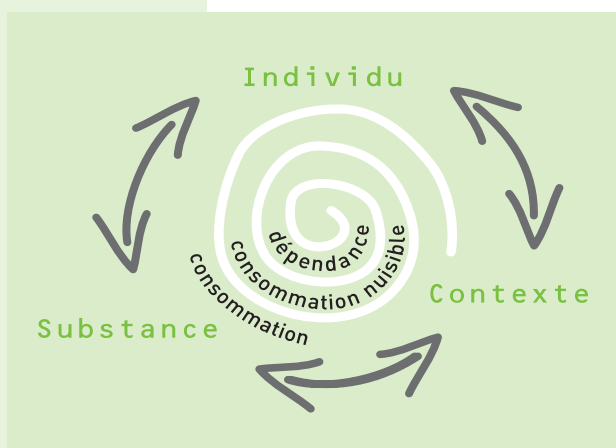 Individu
dépendance
consommation nuisible
consommation
Contexte
Substance